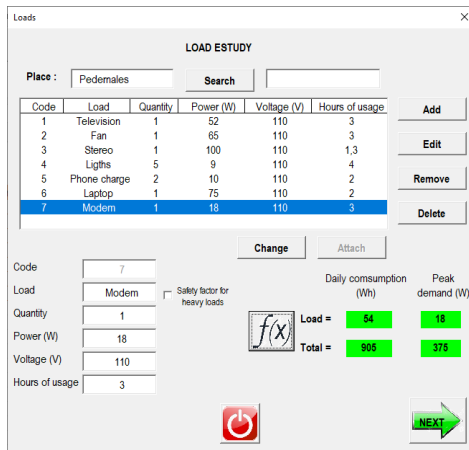 Loads
LOAD ESTUDY
Place : Pedernales Search
Code Load Quantity Power (W) Voltage (V) Hours of usage
1 Television 1 52 110 3
2 Fan 1 65 110 3
3 Stereo 1 100 110 1,3
4 Ligths 5 9 110 4
5 Phone charge 2 10 110 2
6 Laptop 1 75 110 2
7 Modem 1 18 110 3
Add
Edit
Remove
Delete
Change Attach
Code 7
Load Modem
Quantity 1
Power (W) 18
Voltage (V) 110
Hours of usage 3
Safety factor for
heavy loads
Daily comsumption
(Wh)
Peak
demand (W)
f(x)
Load = 54 18
Total = 905 375
NEXT